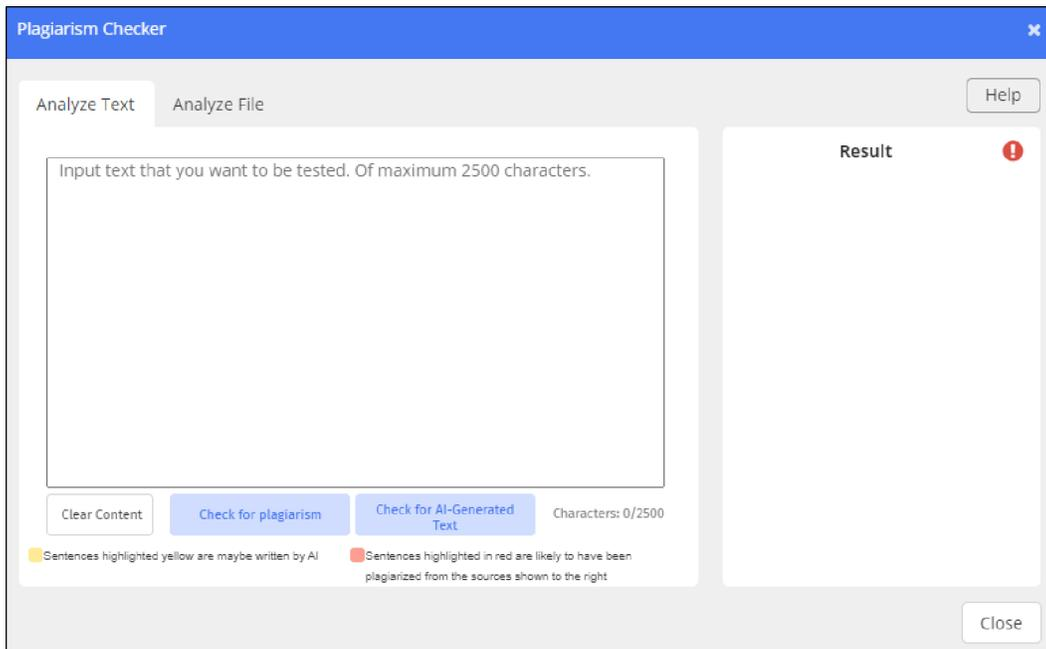 Plagiarism Checker
Analyze Text
Analyze File
Help
Input text that you want to be tested. Of maximum 2500 characters.
Result
Clear Content
Check for plagiarism
Check for AI-Generated
Text
Characters: 0/2500
Sentences highlighted yellow are maybe written by AI
Sentences highlighted in red are likely to have been
plagiarized from the sources shown to the right
Close